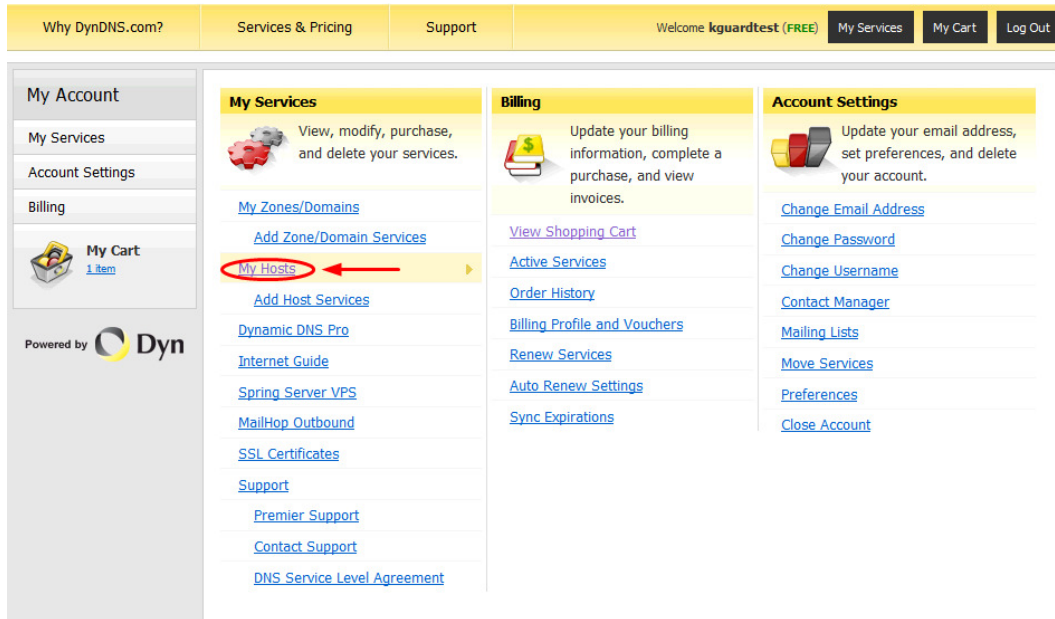 Why DynDNS.com?
Services & Pricing
Support
Welcome kguardtest (FREE)
My Services
My Cart
Log Out
My Account
My Services
Account Settings
Billing
My Cart
1 item
Powered by Dyn
My Services
View, modify, purchase,
and delete your services.
My Zones/Domains
Add Zone/Domain Services
My Hosts
Add Host Services
Dynamic DNS Pro
Internet Guide
Spring Server VPS
MailHop Outbound
SSL Certificates
Support
Premier Support
Contact Support
DNS Service Level Agreement
Billing
Update your billing
information, complete a
purchase, and view
invoices.
View Shopping Cart
Active Services
Order History
Billing Profile and Vouchers
Renew Services
Auto Renew Settings
Sync Expirations
Account Settings
Update your email address,
set preferences, and delete
your account.
Change Email Address
Change Password
Change Username
Contact Manager
Mailing Lists
Move Services
Preferences
Close Account